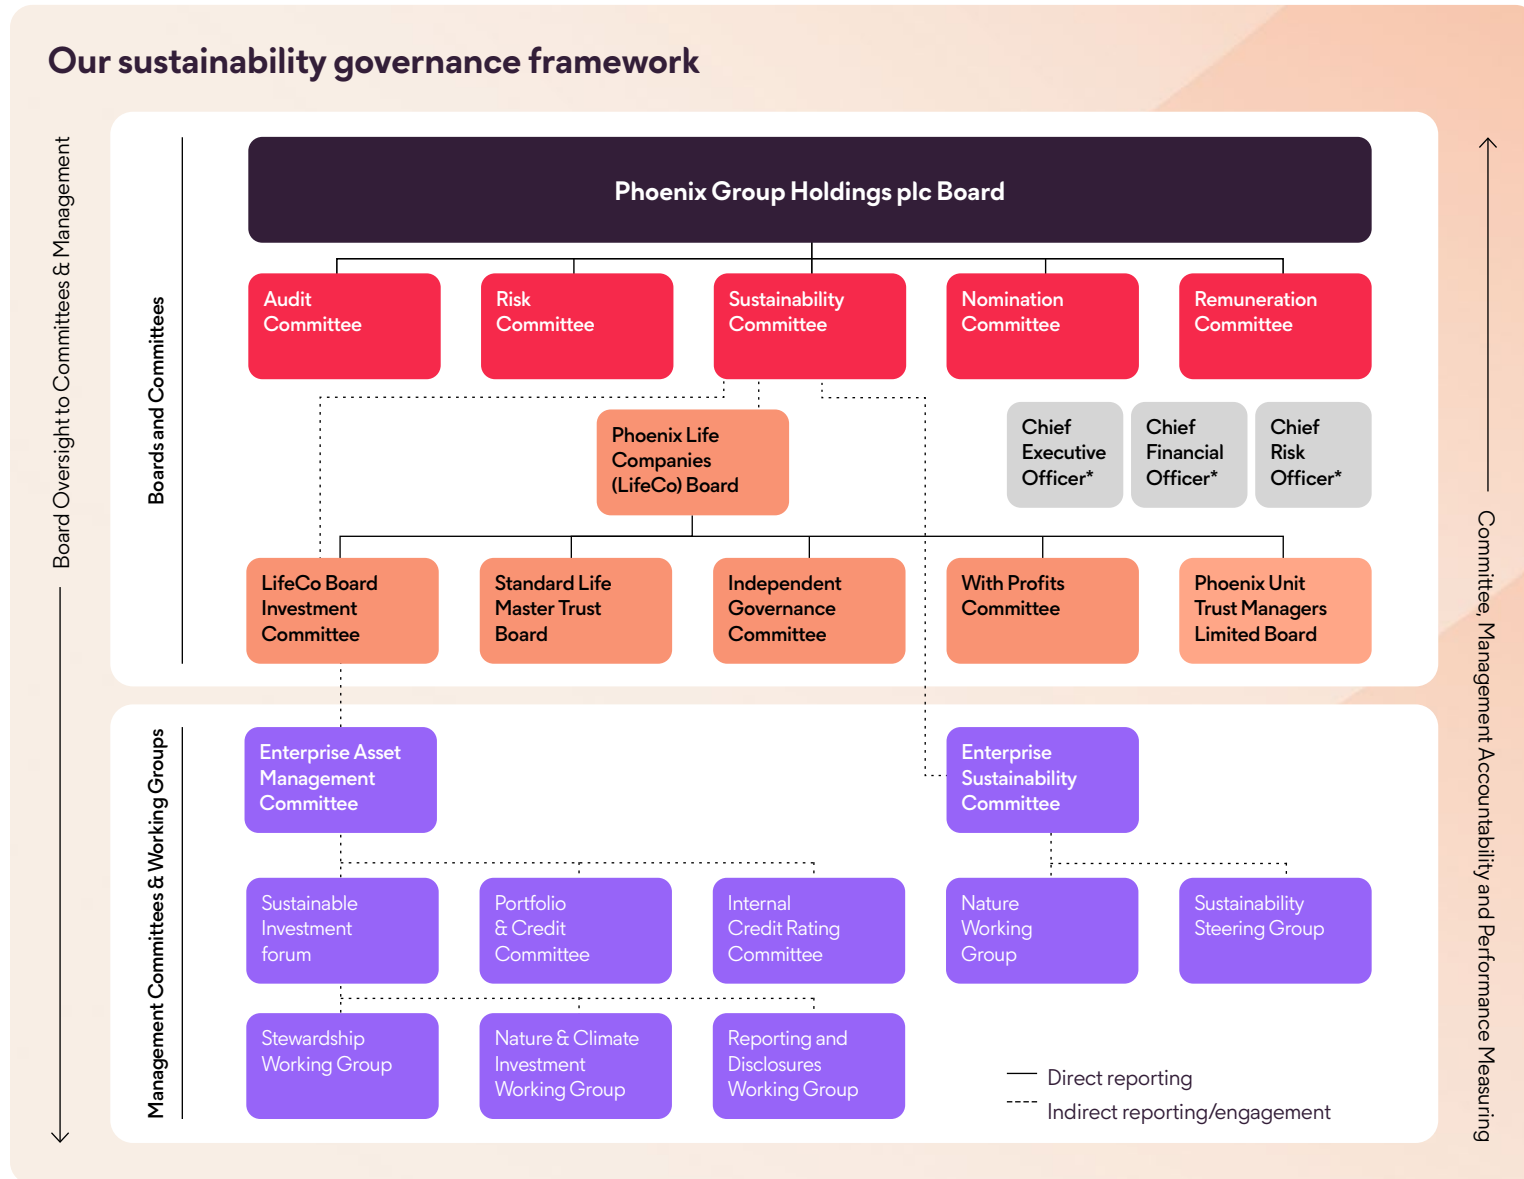 Our sustainability governance framework
Board Oversight to Committees & Management
Boards and Committees
Phoenix Group Holdings plc Board
Audit
Committee
Risk
Committee
Sustainability
Committee
Nomination
Committee
Remuneration
Committee
Phoenix Life
Companies
(LifeCo) Board
Chief
Executive
Officer*
Chief
Financial
Officer*
Chief
Risk
Officer*
LifeCo Board
Investment
Committee
Standard Life
Master Trust
Board
Independent
Governance
Committee
With Profits
Committee
Phoenix Unit
Trust Managers
Limited Board
Committee, Management Accountability and Performance Measuring
Management Committees & Working Groups
Enterprise Asset
Management
Committee
Enterprise
Sustainability
Committee
Sustainable
Investment
forum
Portfolio
& Credit
Committee
Internal
Credit Rating
Committee
Nature
Working
Group
Sustainability
Steering Group
Stewardship
Working Group
Nature & Climate
Investment
Working Group
Reporting and
Disclosures
Working Group
Direct reporting
Indirect reporting/engagement